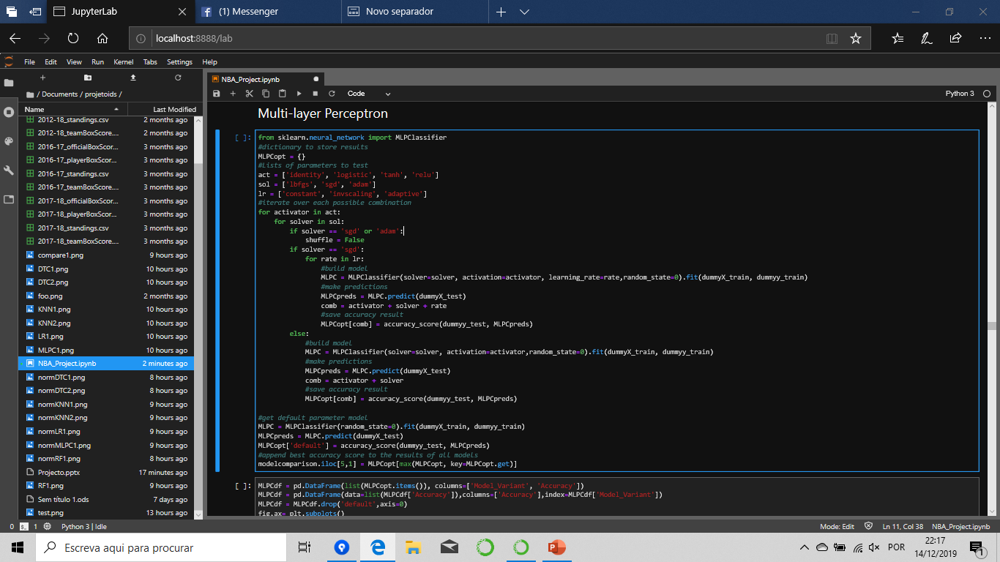 JupyterLab
(1) Messenger
Novo separador
localhost:8888/lab
File Edit View Run Kernel Tabs Settings Help
/ Documents / projetoids /
Name Last Modified
2012-18_standings.csv 2 months ago
2012-18_teamBoxScore.... 2 months ago
2016-17_officialBoxScor... 3 months ago
2016-17_playerBoxScor... 3 months ago
2016-17_standings.csv 3 months ago
2016-17_teamBoxScore.... 3 months ago
2017-18_officialBoxScor... 3 months ago
2017-18_playerBoxScor... 3 months ago
2017-18_standings.csv 3 months ago
2017-18_teamBoxScore.... 3 months ago
compare1.png 9 hours ago
DTC1.png 10 hours ago
DTC2.png 10 hours ago
foo.png 2 months ago
KNN1.png 10 hours ago
KNN2.png 10 hours ago
LR1.png 10 hours ago
MLPC1.png 10 hours ago
NBA_Project.ipynb 2 minutes ago
normDTC1.png 8 hours ago
normDTC2.png 8 hours ago
normKNN1.png 9 hours ago
normKNN2.png 9 hours ago
normLR1.png 9 hours ago
normMLPC1.png 9 hours ago
normRF1.png 8 hours ago
Projecto.pptx 17 minutes ago
RF1.png 9 hours ago
Sem título 1.ods 7 days ago
test.png 13 hours ago
NBA_Project.ipynb
Code
Python 3
Multi-layer Perceptron
[ ]: from sklearn.neural_network import MLPClassifier
#dictionary to store results
MLPCopt = {}
#Lists of parameters to test
act = ['identity', 'logistic', 'tanh', 'relu']
sol = ['lbfgs', 'sgd', 'adam']
lr = ['constant', 'invscaling', 'adaptive']
#iterate over each possible combination
for activator in act:
for solver in sol:
if solver == 'sgd' or 'adam':
shuffle = False
if solver == 'sgd':
for rate in lr:
#build model
MLPC = MLPClassifier(solver=solver, activation=activator, learning_rate=rate,random_state=0).fit(dummyX_train, dummyy_train)
#make predictions
MLPCpreds = MLPC.predict(dummyX_test)
comb = activator + solver + rate
#save accuracy result
MLPCopt[comb] = accuracy_score(dummyy_test, MLPCpreds)
else:
#build model
MLPC = MLPClassifier(solver=solver, activation=activator,random_state=0).fit(dummyX_train, dummyy_train)
#make predictions
MLPCpreds = MLPC.predict(dummyX_test)
comb = activator + solver
#save accuracy result
MLPCopt[comb] = accuracy_score(dummyy_test, MLPCpreds)
#get default parameter model
MLPC = MLPClassifier(random_state=0).fit(dummyX_train, dummyy_train)
MLPCpreds = MLPC.predict(dummyX_test)
MLPCopt['default'] = accuracy_score(dummyy_test, MLPCpreds)
#append best accuracy score to the results of all models
modelcomparison.iloc[5,1] = MLPCopt[max(MLPCopt, key=MLPCopt.get)]
[ ]: MLPCdf = pd.DataFrame(list(MLPCopt.items()), columns=['Model_Variant', 'Accuracy'])
MLPCdf = pd.DataFrame(data=list(MLPCdf['Accuracy']),columns=['Accuracy'],index=MLPCdf['Model_Variant'])
MLPCdf = MLPCdf.drop('default',axis=0)
fig,ax= plt.subplots()
0 1 Python 3 | Idle
Mode: Edit Ln 11, Col 38 NBA_Project.ipynb
Escreva aqui para procurar
POR
22:17
14/12/2019
1